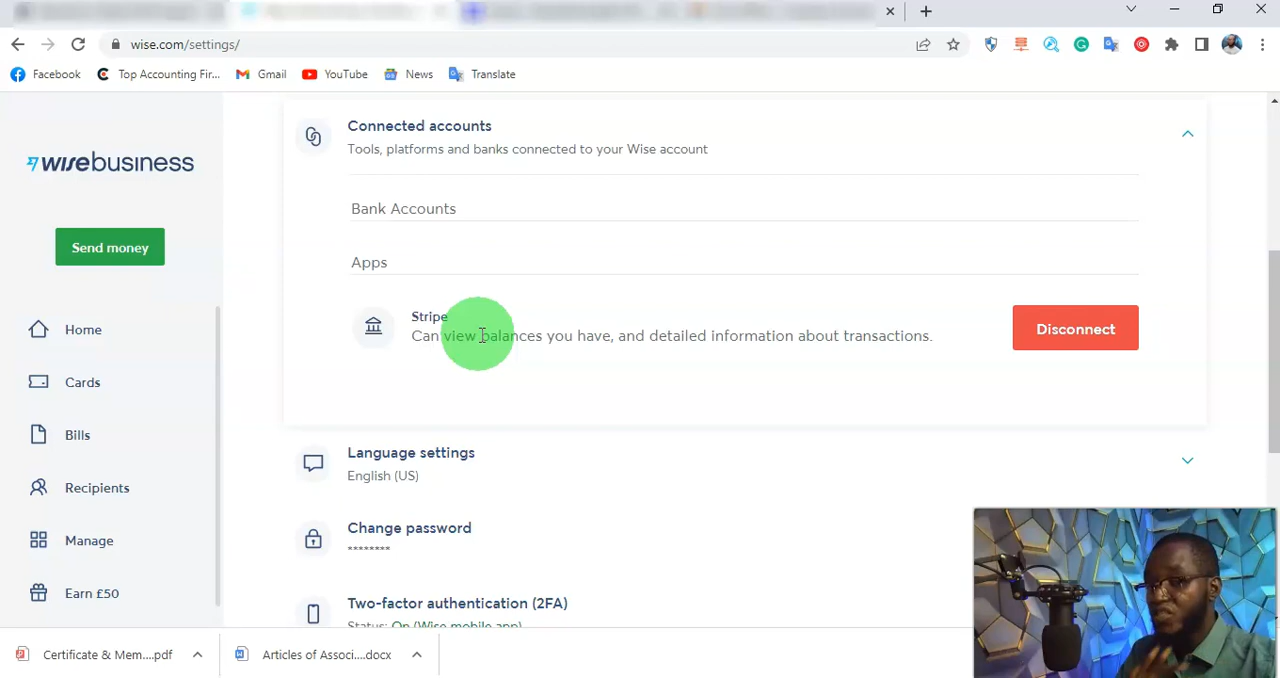 wise.com/settings/
Facebook
Top Accounting Fir...
Gmail
YouTube
News
Translate
wisebusiness
Send money
Home
Cards
Bills
Recipients
Manage
Earn £50
Connected accounts
Tools, platforms and banks connected to your Wise account
Bank Accounts
Apps
Stripe
Can view balances you have, and detailed information about transactions.
Disconnect
Language settings
English (US)
Change password
********
Two-factor authentication (2FA)
Status: On (Wise mobile app)
Certificate & Mem....pdf
Articles of Associ....docx